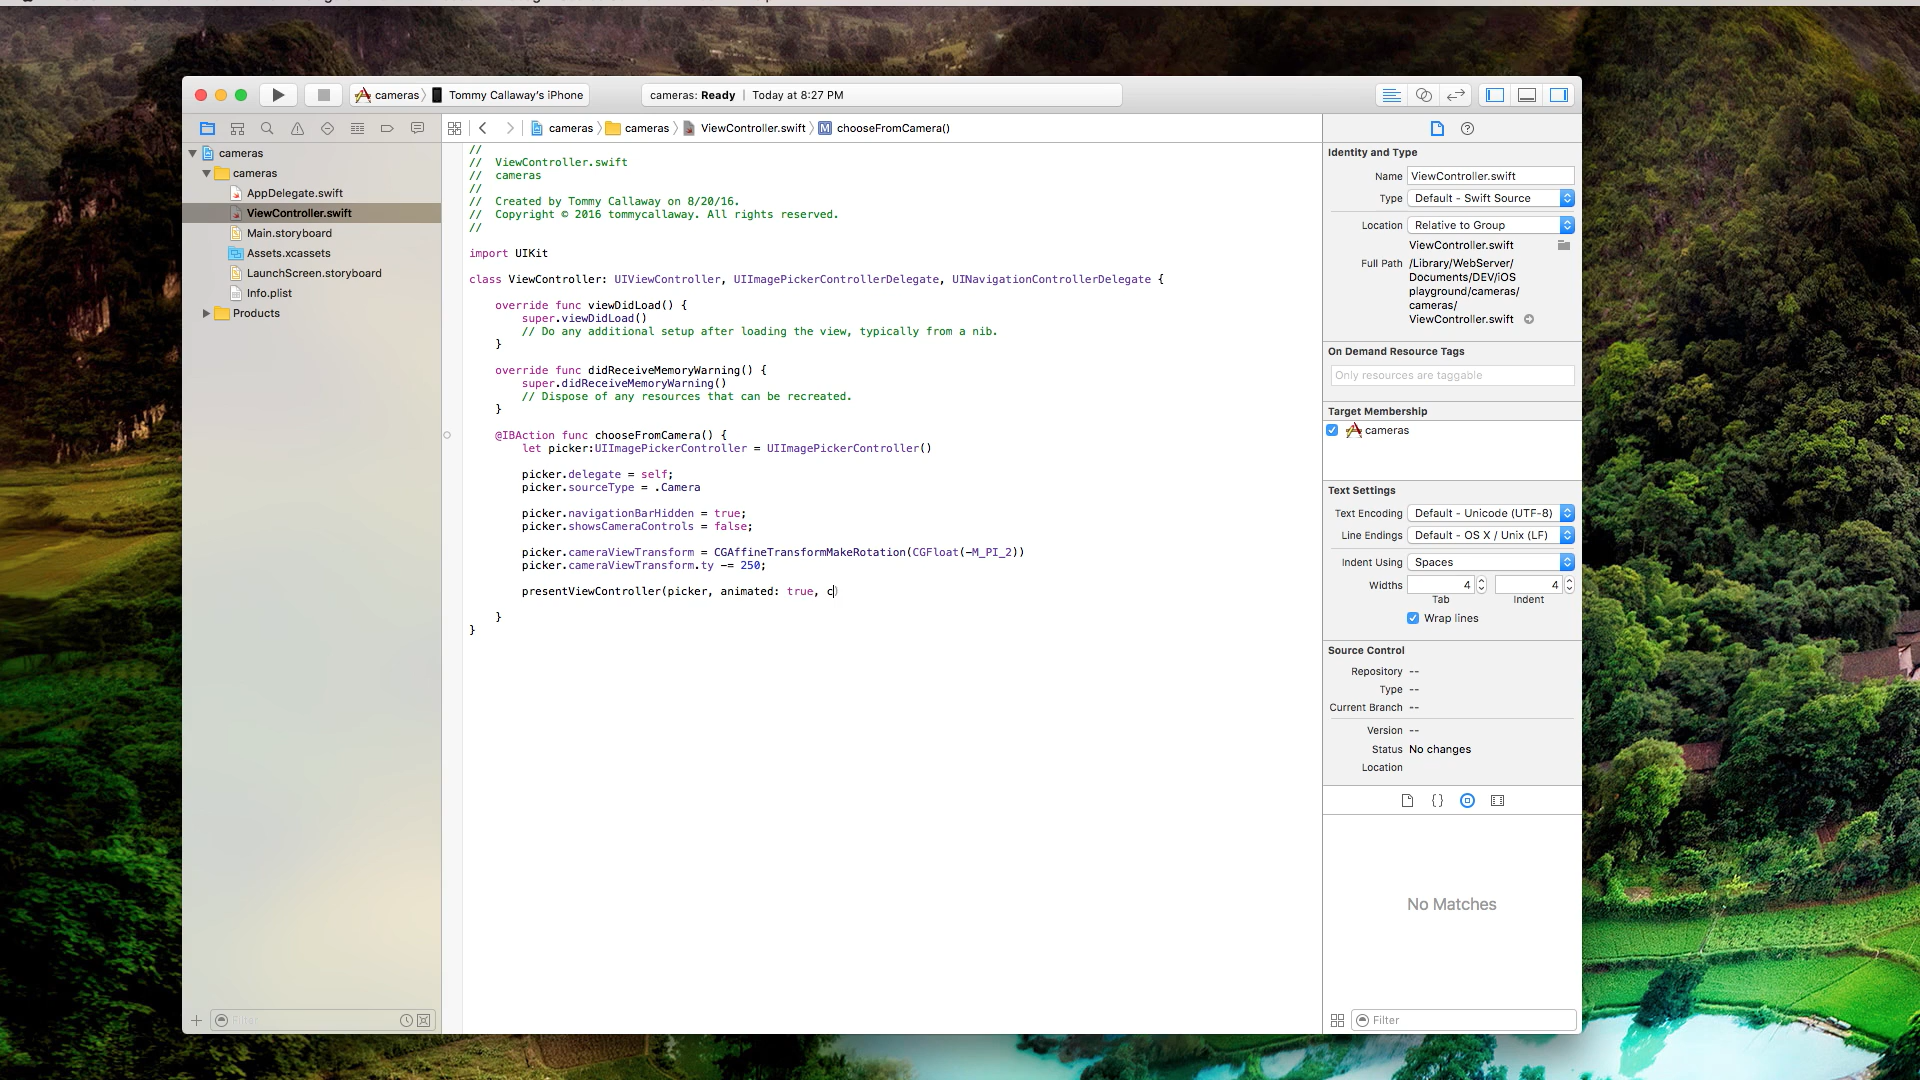 cameras Tommy Callaway's iPhone
cameras: Ready | Today at 8:27 PM
cameras cameras ViewController.swift M chooseFromCamera()
cameras
cameras
AppDelegate.swift
ViewController.swift
Main.storyboard
Assets.xcassets
LaunchScreen.storyboard
Info.plist
Products
Filter
//
// ViewController.swift
// cameras
//
// Created by Tommy Callaway on 8/20/16.
// Copyright © 2016 tommycallaway. All rights reserved.
//
import UIKit
class ViewController: UIViewController, UIImagePickerControllerDelegate, UINavigationControllerDelegate {
override func viewDidLoad() {
super.viewDidLoad()
// Do any additional setup after loading the view, typically from a nib.
}
override func didReceiveMemoryWarning() {
super.didReceiveMemoryWarning()
// Dispose of any resources that can be recreated.
}
@IBAction func chooseFromCamera() {
let picker:UIImagePickerController = UIImagePickerController()
picker.delegate = self;
picker.sourceType = .Camera
picker.navigationBarHidden = true;
picker.showsCameraControls = false;
picker.cameraViewTransform = CGAffineTransformMakeRotation(CGFloat(-M_PI_2))
picker.cameraViewTransform.ty -= 250;
presentViewController(picker, animated: true, c)
}
}
Identity and Type
Name ViewController.swift
Type Default - Swift Source
Location Relative to Group
ViewController.swift
Full Path /Library/WebServer/
Documents/DEV/iOS
playground/cameras/
cameras/
ViewController.swift
On Demand Resource Tags
Only resources are taggable
Target Membership
cameras
Text Settings
Text Encoding Default - Unicode (UTF-8)
Line Endings Default - OS X / Unix (LF)
Indent Using Spaces
Widths 4 4
Tab Indent
Wrap lines
Source Control
Repository --
Type --
Current Branch --
Version --
Status No changes
Location
{}
No Matches
Filter